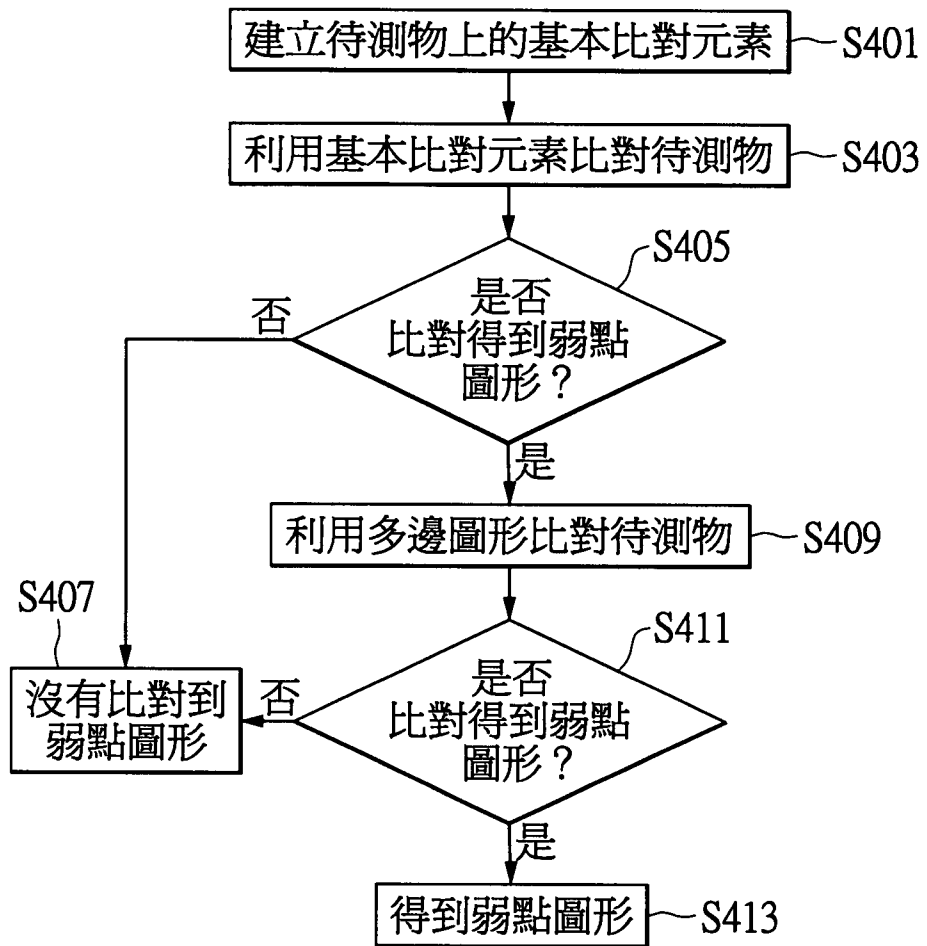 建立待測物上的基本比對元素
S401
利用基本比對元素比對待測物
S403
S405
是否
比對得到弱點
圖形？
否
是
利用多邊圖形比對待測物
S409
S407
沒有比對到
弱點圖形
S411
是否
比對得到弱點
圖形？
否
是
得到弱點圖形
S413